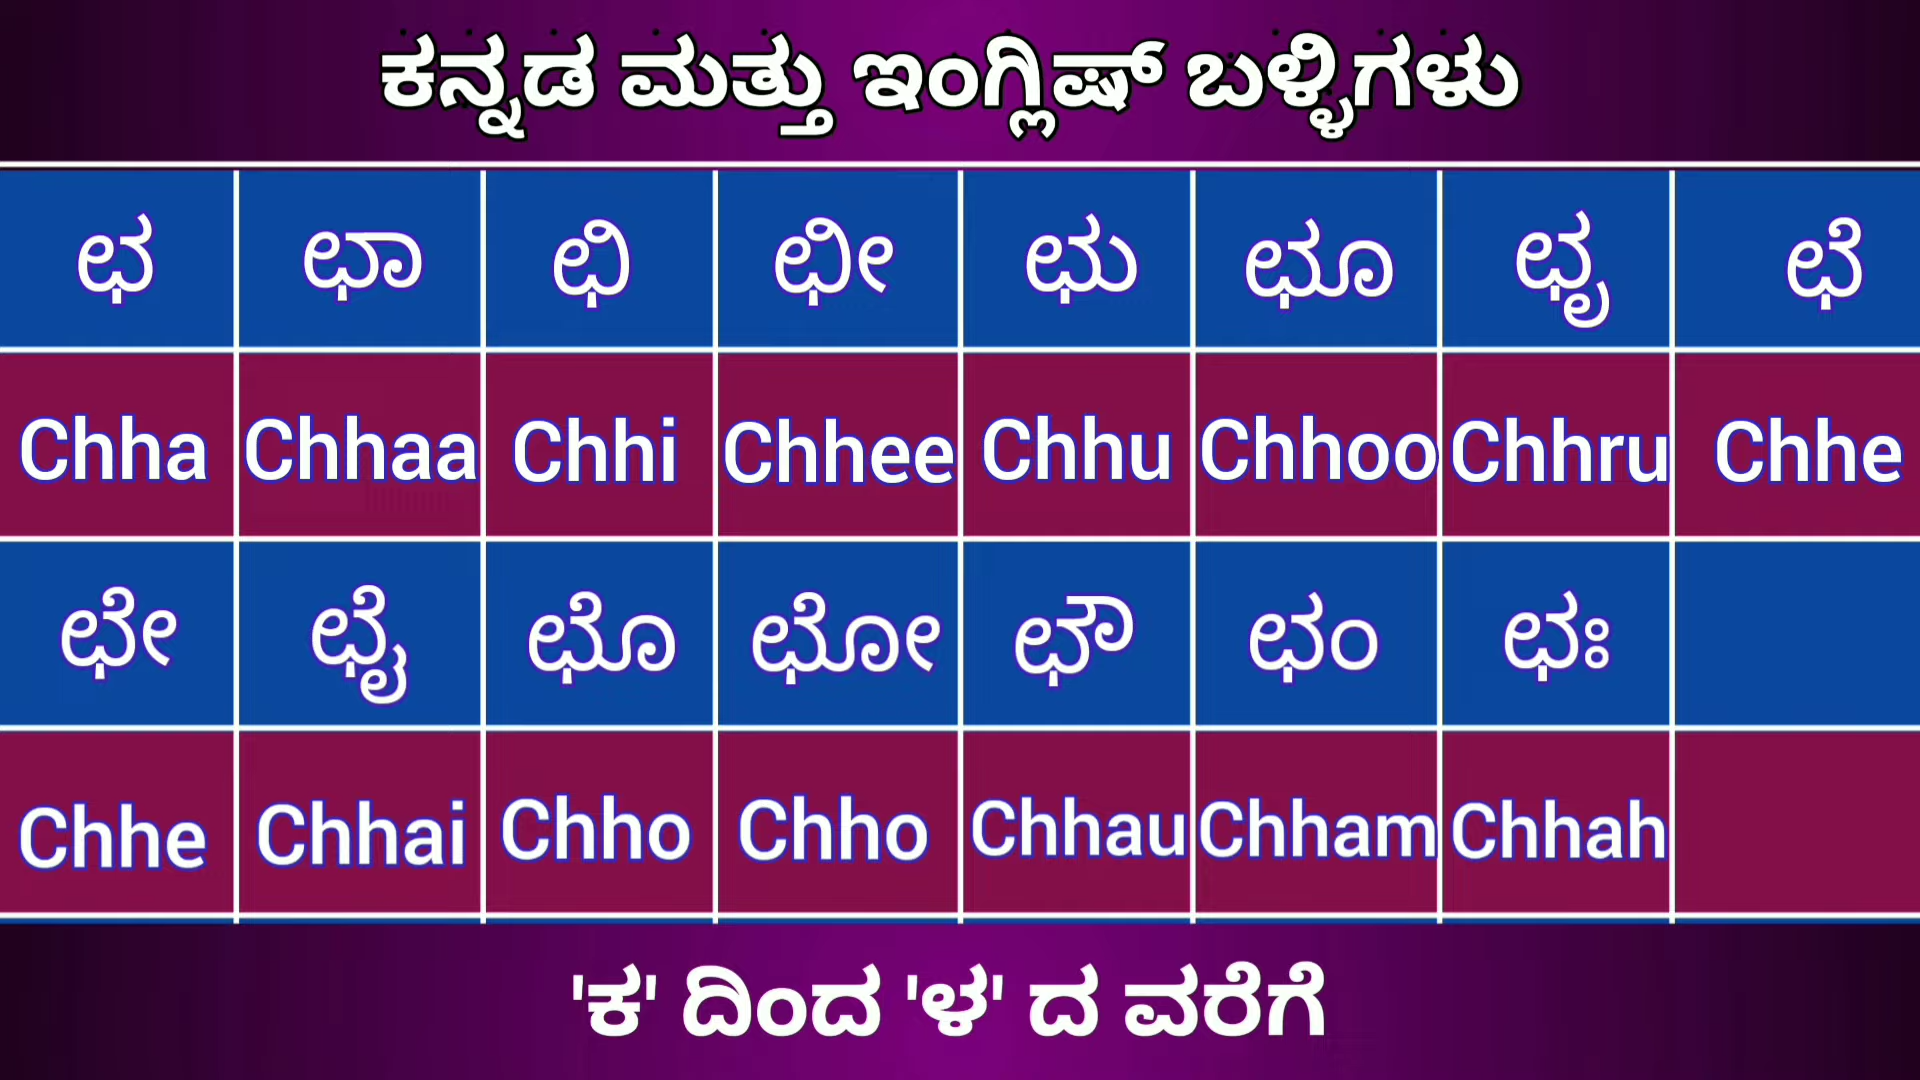 ಕನ್ನಡ ಮತ್ತು ಇಂಗ್ಲಿಷ್ ಬಳ್ಳಿಗಳು
ಛ ಛಾ ಛಿ ಛೀ ಛು ಛೂ ಛೃ ಛೆ
Chha Chhaa Chhi Chhee Chhu Chhoo Chhru Chhe
ಛೇ ಛೈ ಛೊ ಛೋ ಛೌ ಛಂ ಛಃ
Chhe Chhai Chho Chho Chhau Chham Chhah
'ಕ' ದಿಂದ 'ಳ' ದ ವರೆಗೆ